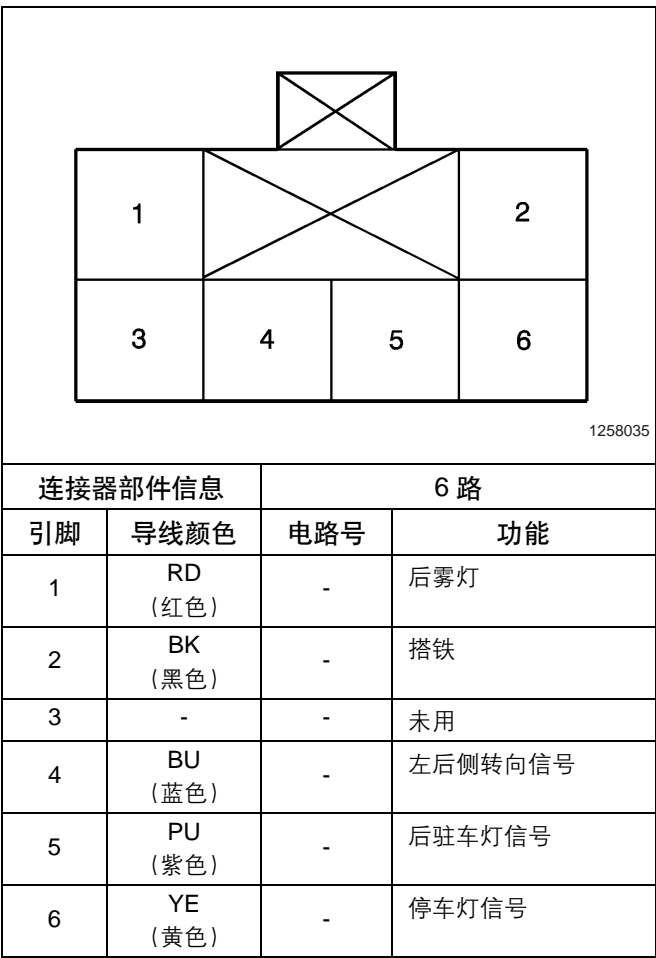 1 2
3 4 5 6
1258035
连接器部件信息 6 路
引脚 导线颜色 电路号 功能
1 RD (红色) - 后雾灯
2 BK (黑色) - 搭铁
3 - - 未用
4 BU (蓝色) - 左后侧转向信号
5 PU (紫色) - 后驻车灯信号
6 YE (黄色) - 停车灯信号